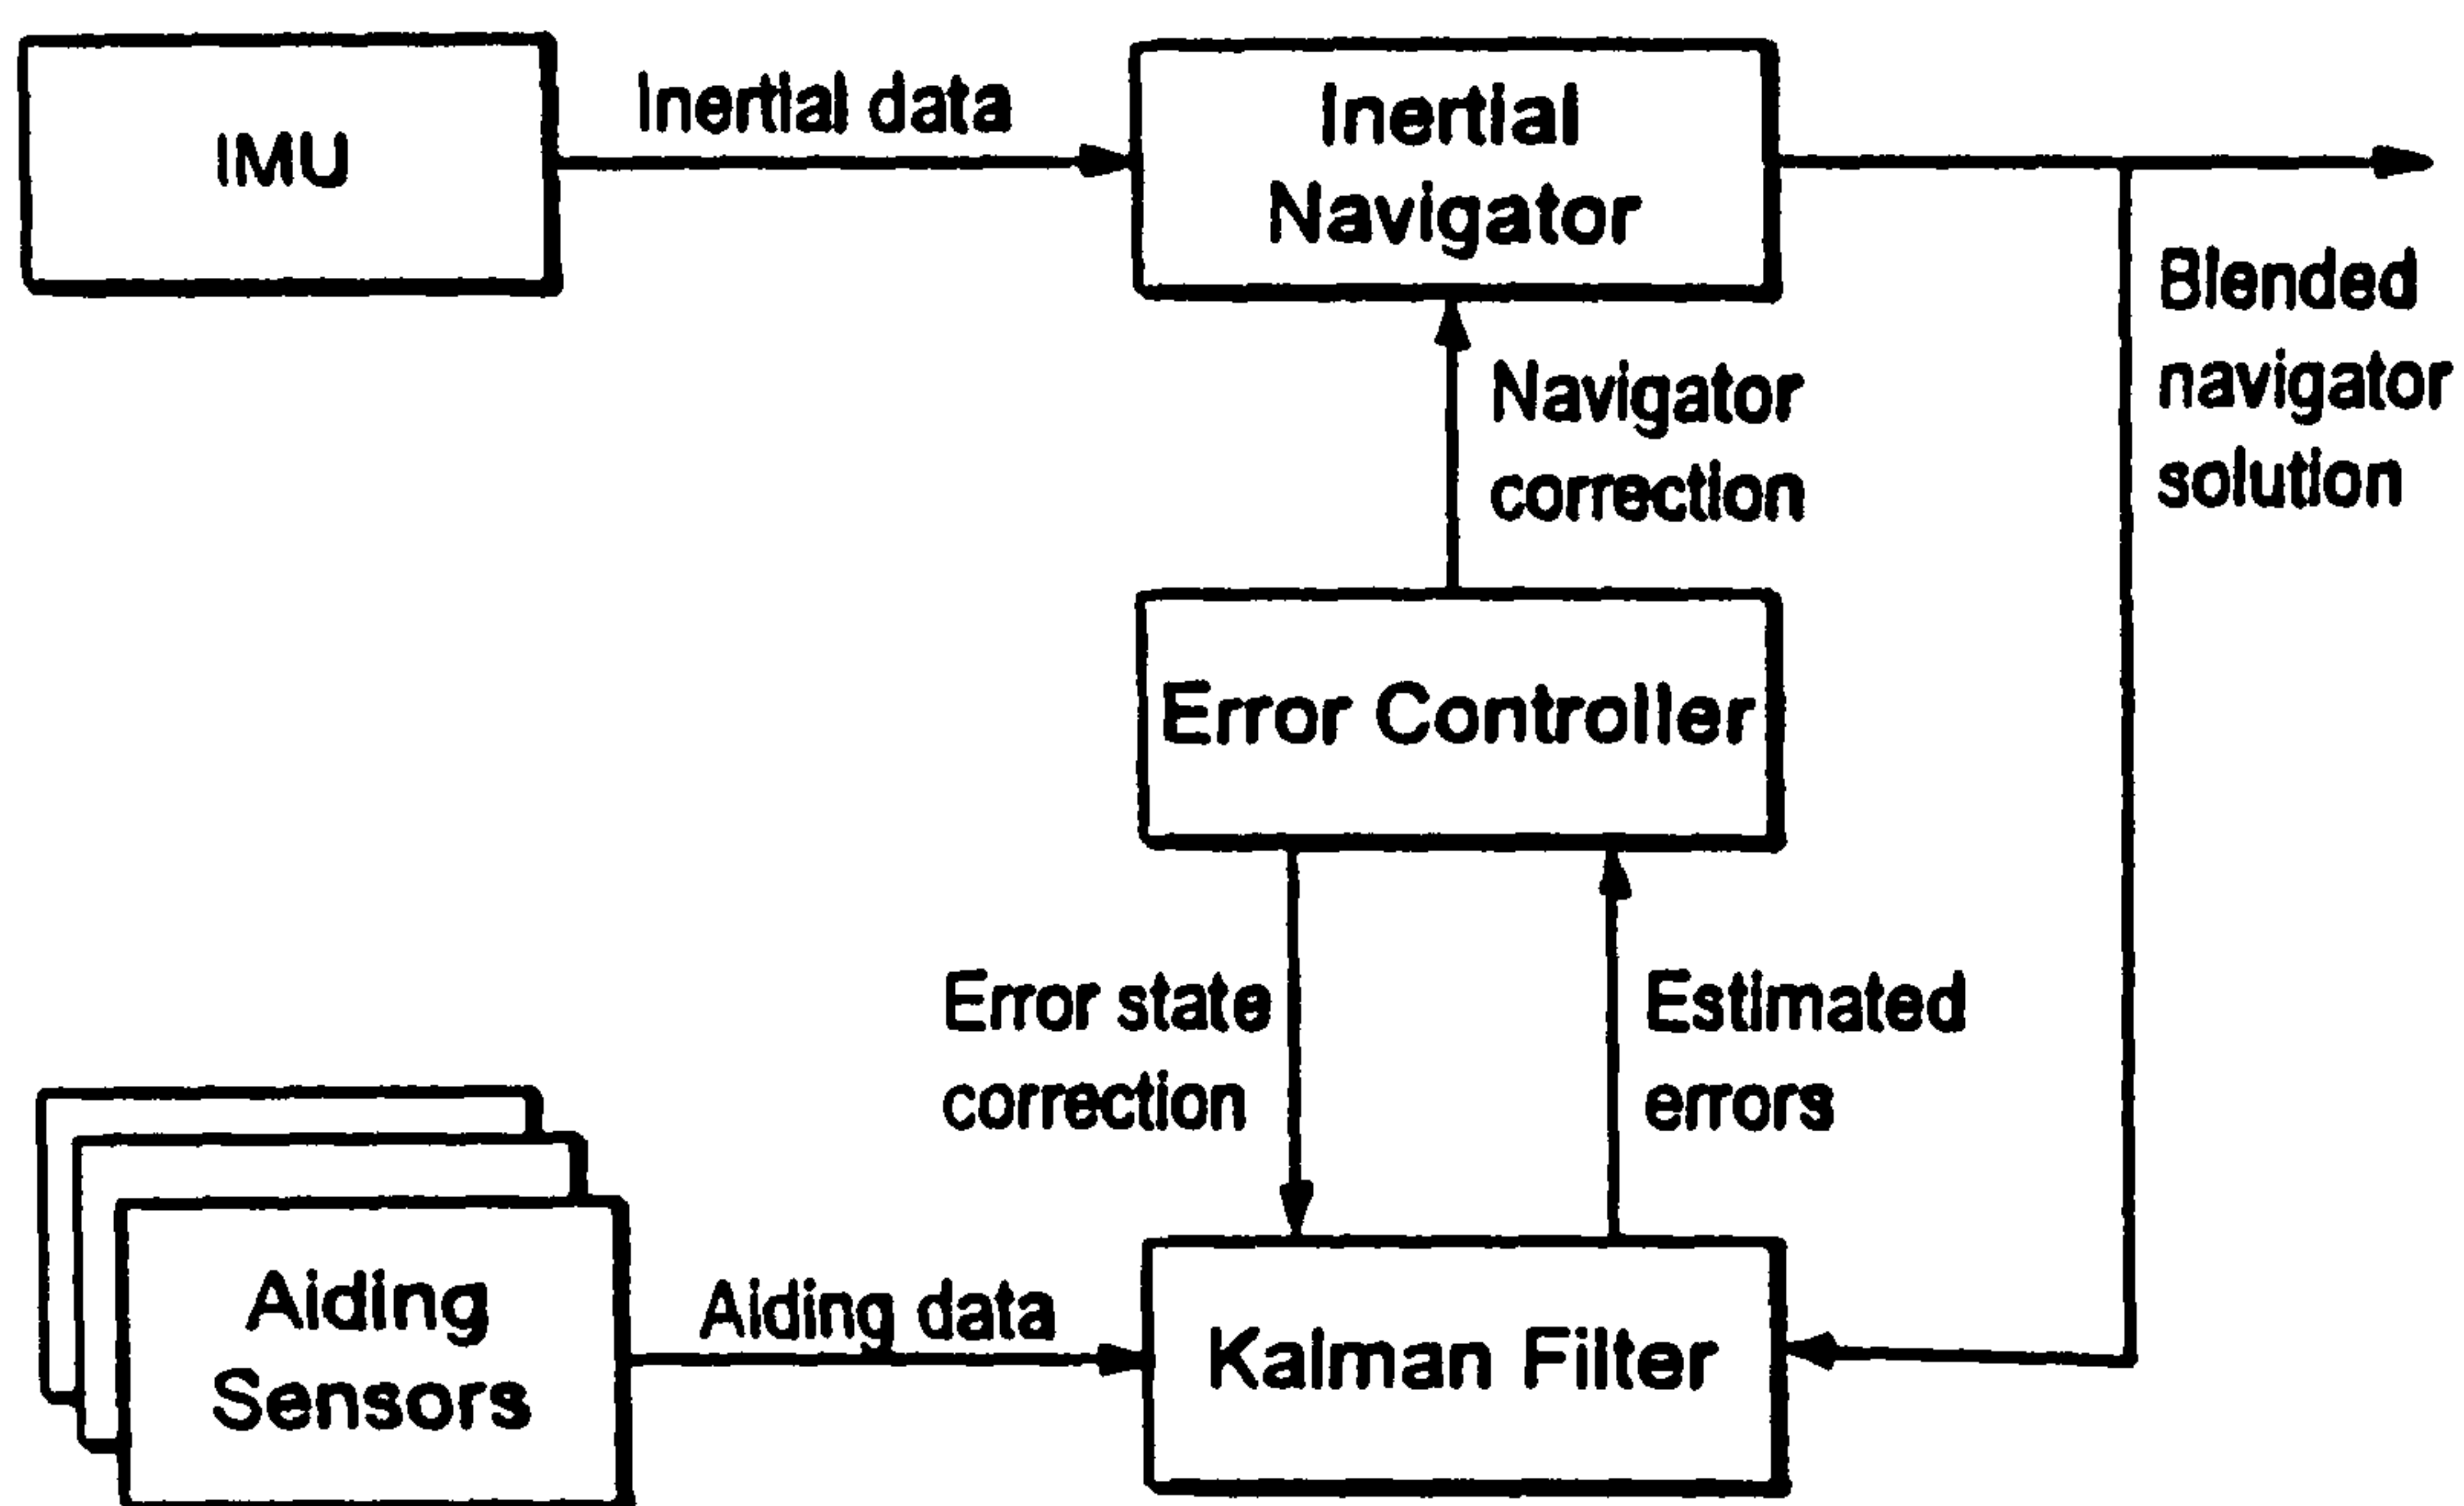 IMU
Inertial data
Inertial
Navigator
Blended
navigator
solution
Navigator
correction
Error Controller
Error state
correction
Estimated
errors
Aiding
Sensors
Aiding data
Kalman Filter